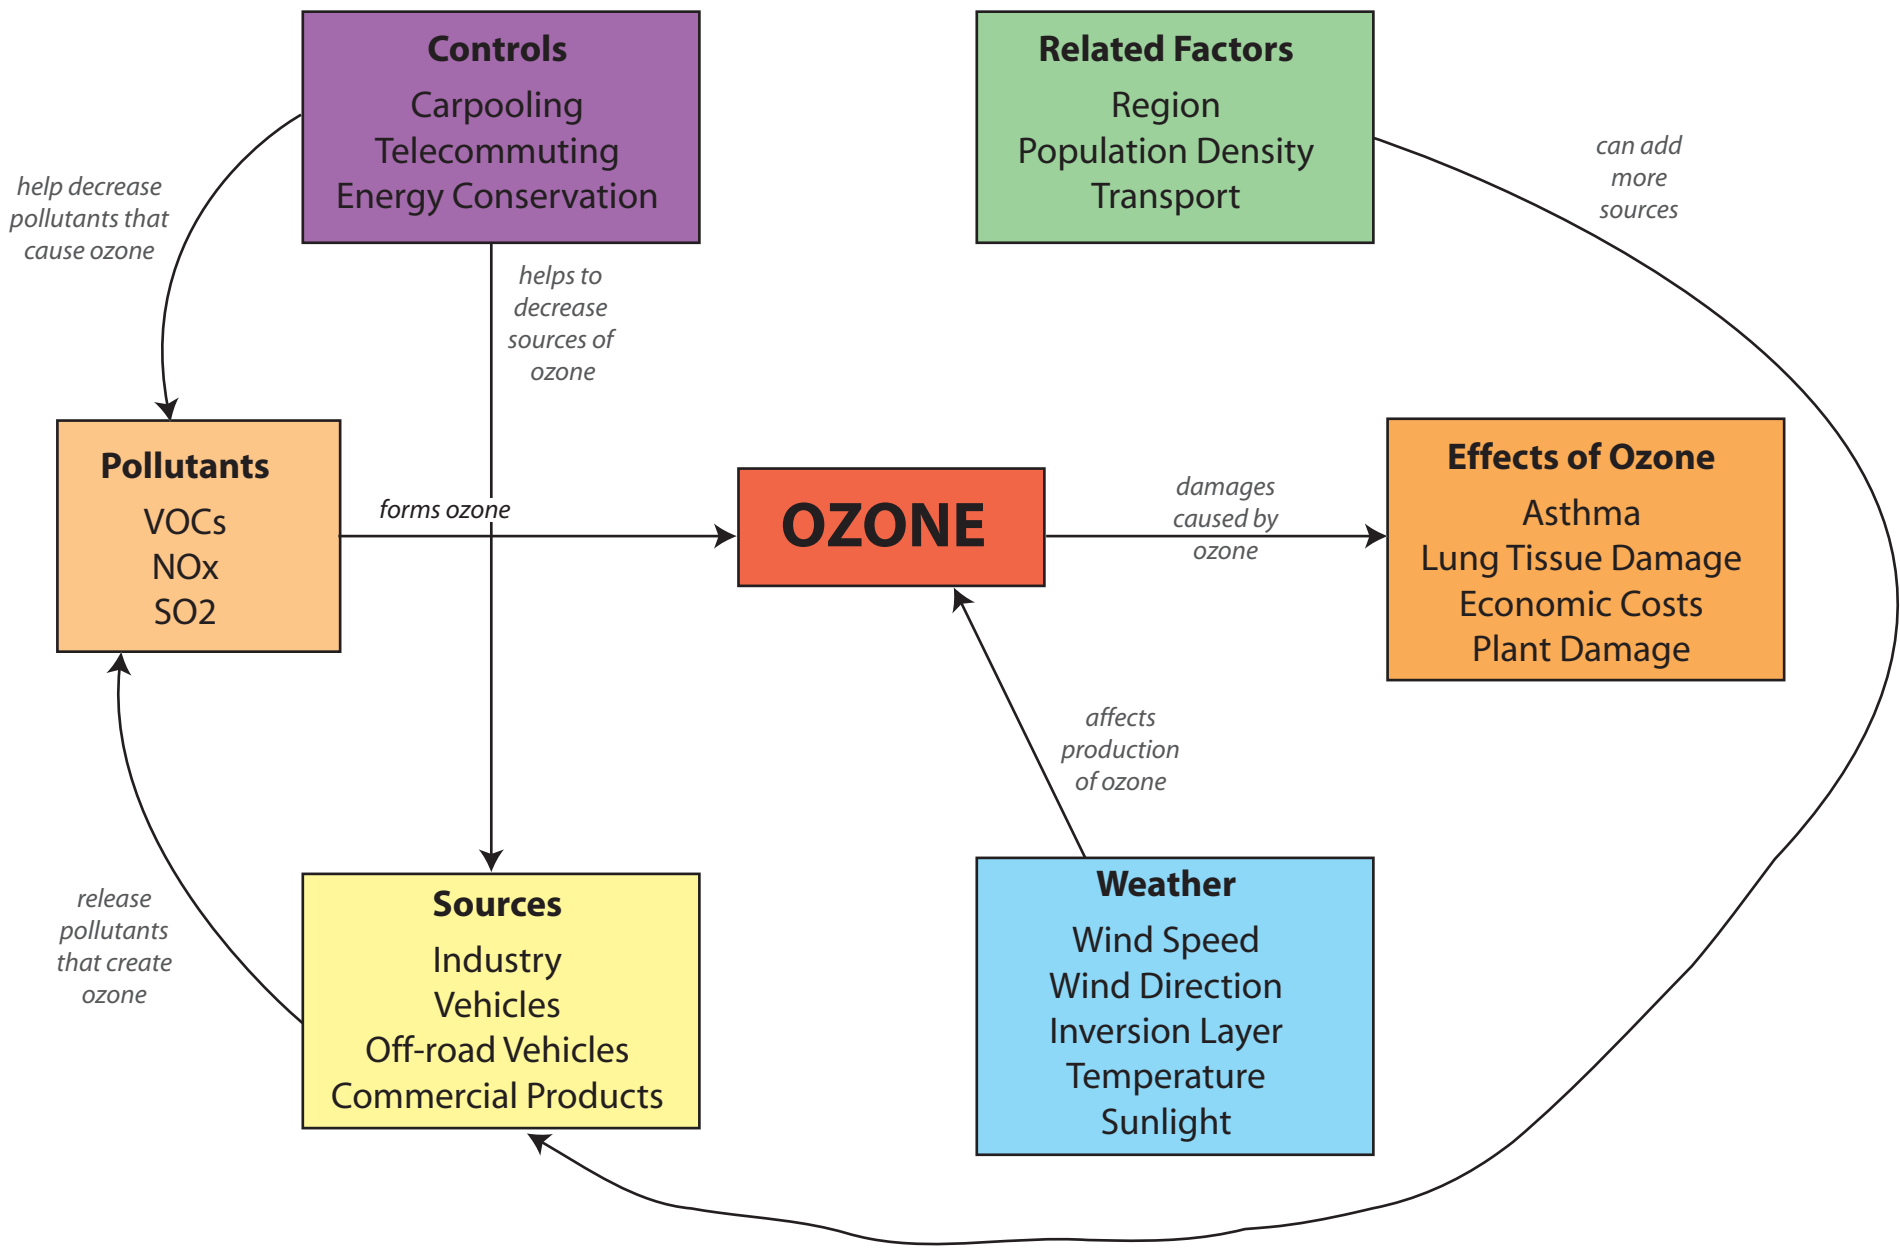 Controls
Carpooling
Telecommuting
Energy Conservation
Related Factors
Region
Population Density
Transport
can add
more
sources
help decrease
pollutants that
cause ozone
helps to
decrease
sources of
ozone
Pollutants
VOCs
NOx
SO2
forms ozone
OZONE
damages
caused by
ozone
Effects of Ozone
Asthma
Lung Tissue Damage
Economic Costs
Plant Damage
affects
production
of ozone
release
pollutants
that create
ozone
Sources
Industry
Vehicles
Off-road Vehicles
Commercial Products
Weather
Wind Speed
Wind Direction
Inversion Layer
Temperature
Sunlight